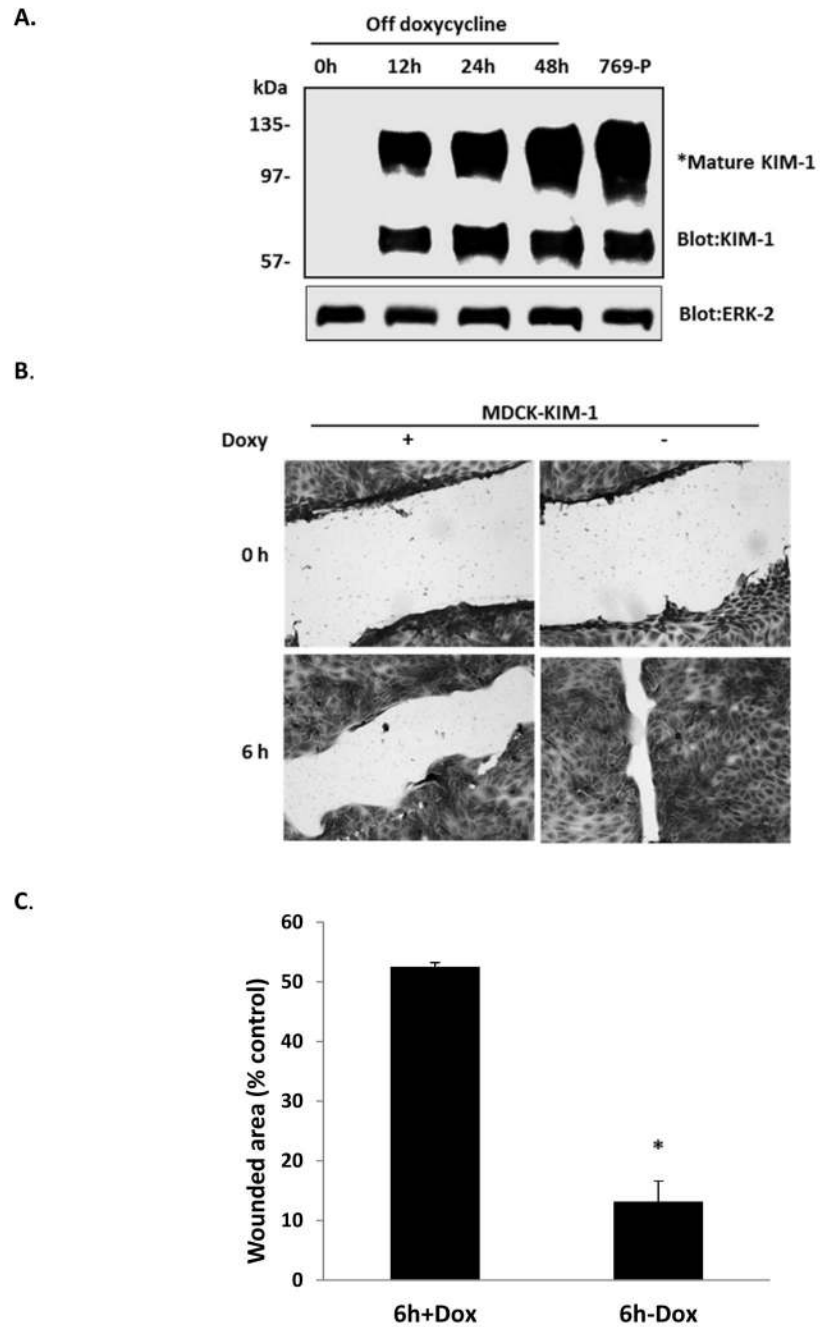 A.
Off doxycycline
0h 12h 24h 48h 769-P
kDa
135-
*Mature KIM-1
97-
Blot:KIM-1
57-
Blot:ERK-2
B.
MDCK-KIM-1
Doxy + -
0 h
6 h
C.
60
50
40
30
20
10
0
Wounded area (% control)
*
6h+Dox 6h-Dox